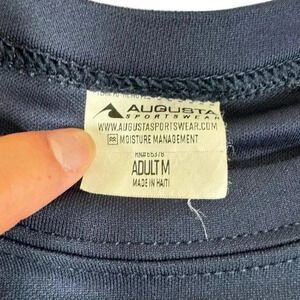 AUGUSTA
SPORTSWEAR
WWW.AUGUSTASPORTSWEAR.COM
MOISTURE MANAGEMENT
ADULT M
MADE IN HAITI